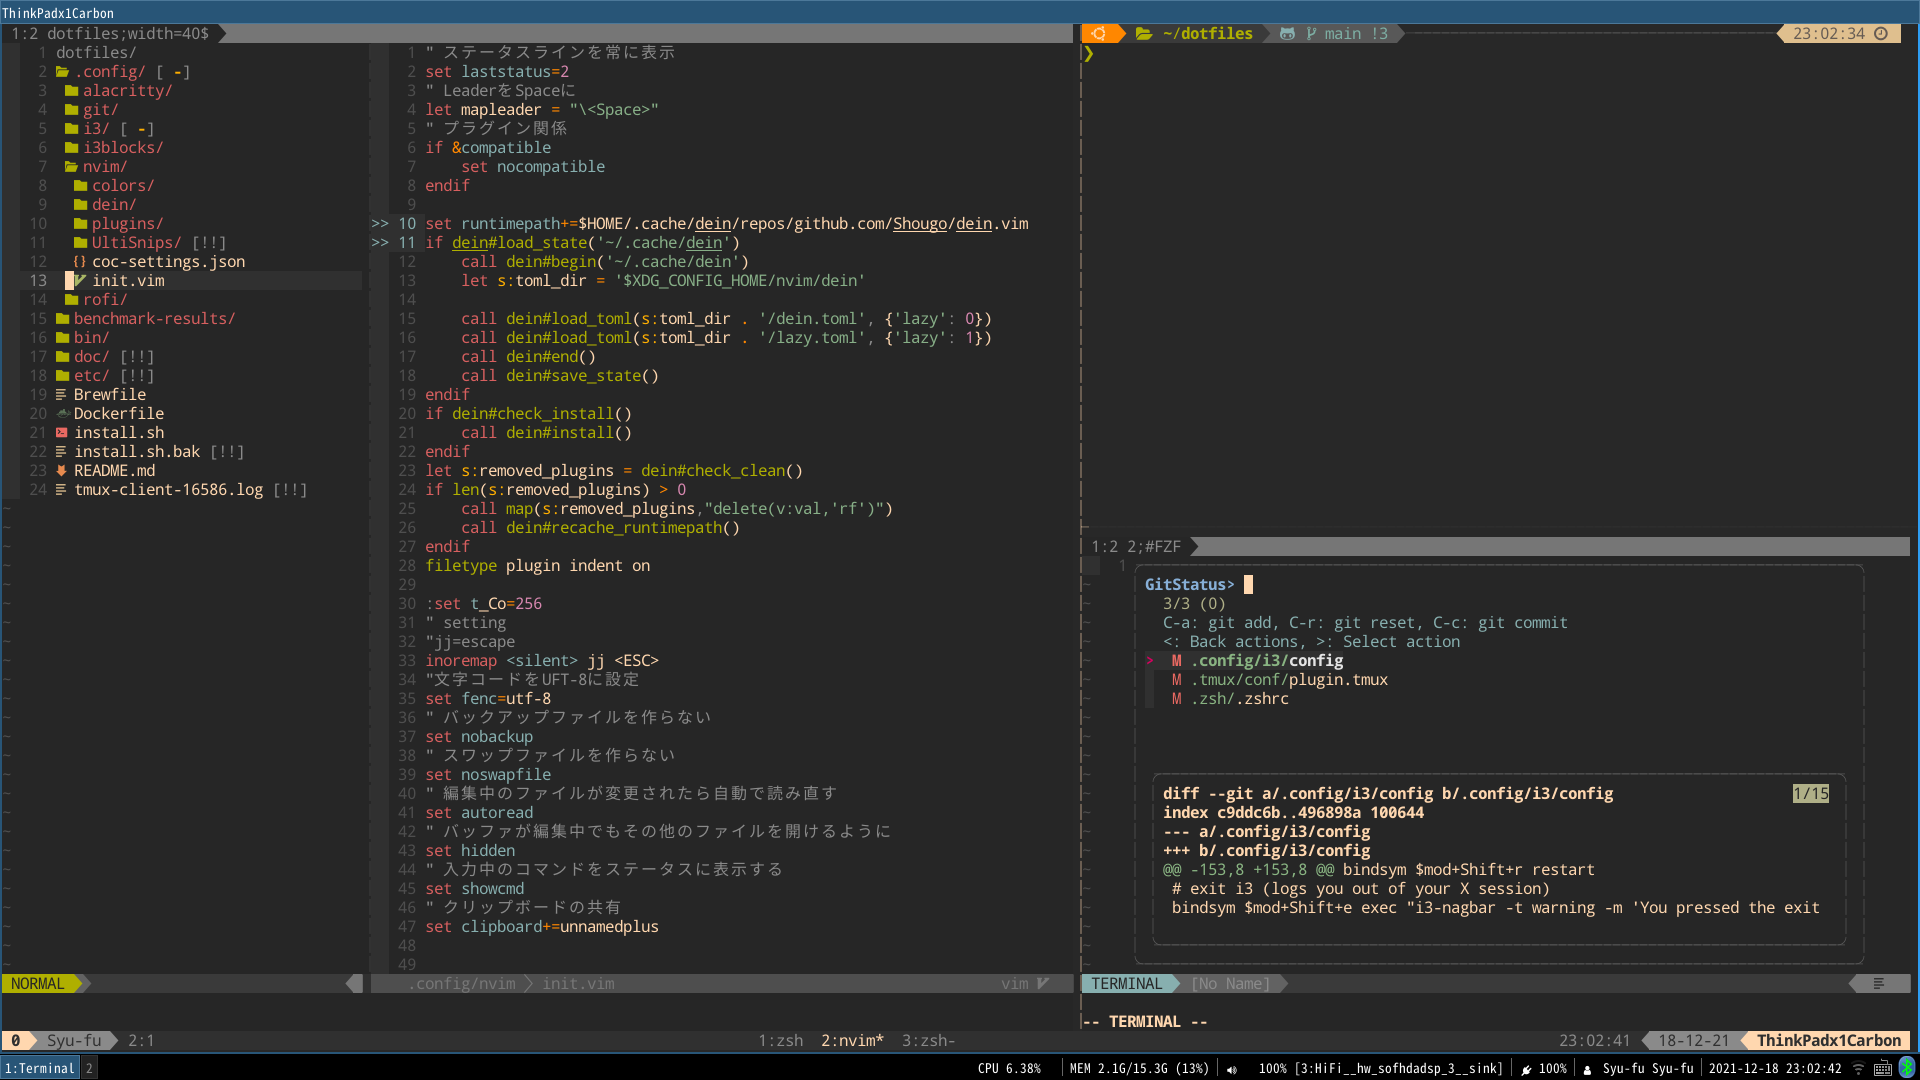 ThinkPadx1Carbon
1:2 dotfiles;width=40$
1 dotfiles/
2 .config/ [ -]
3 alacritty/
4 git/
5 i3/ [ -]
6 i3blocks/
7 nvim/
8 colors/
9 dein/
10 plugins/
11 UltiSnips/ [!!]
12 {} coc-settings.json
13 init.vim
14 rofi/
15 benchmark-results/
16 bin/
17 doc/ [!!]
18 etc/ [!!]
19 Brewfile
20 Dockerfile
21 install.sh
22 install.sh.bak [!!]
23 README.md
24 tmux-client-16586.log [!!]
NORMAL
1 " ステータスラインを常に表示
2 set laststatus=2
3 " LeaderをSpaceに
4 let mapleader = "\<Space>"
5 " プラグイン関係
6 if &compatible
7     set nocompatible
8 endif
9
>> 10 set runtimepath+=$HOME/.cache/dein/repos/github.com/Shougo/dein.vim
>> 11 if dein#load_state('~/.cache/dein')
12     call dein#begin('~/.cache/dein')
13     let s:toml_dir = '$XDG_CONFIG_HOME/nvim/dein'
14
15     call dein#load_toml(s:toml_dir . '/dein.toml', {'lazy': 0})
16     call dein#load_toml(s:toml_dir . '/lazy.toml', {'lazy': 1})
17     call dein#end()
18     call dein#save_state()
19 endif
20 if dein#check_install()
21     call dein#install()
22 endif
23 let s:removed_plugins = dein#check_clean()
24 if len(s:removed_plugins) > 0
25     call map(s:removed_plugins,"delete(v:val,'rf')")
26     call dein#recache_runtimepath()
27 endif
28 filetype plugin indent on
29
30 :set t_Co=256
31 " setting
32 "jj=escape
33 inoremap <silent> jj <ESC>
34 "文字コードをUFT-8に設定
35 set fenc=utf-8
36 " バックアップファイルを作らない
37 set nobackup
38 " スワップファイルを作らない
39 set noswapfile
40 " 編集中のファイルが変更されたら自動で読み直す
41 set autoread
42 " バッファが編集中でもその他のファイルを開けるように
43 set hidden
44 " 入力中のコマンドをステータスに表示する
45 set showcmd
46 " クリップボードの共有
47 set clipboard+=unnamedplus
48
49
.config/nvim init.vim vim
~/dotfiles main !3 23:02:34
❯
1:2 2;#FZF
1
GitStatus>
3/3 (0)
C-a: git add, C-r: git reset, C-c: git commit
<: Back actions, >: Select action
> M .config/i3/config
M .tmux/conf/plugin.tmux
M .zsh/.zshrc
diff --git a/.config/i3/config b/.config/i3/config 1/15
index c9ddc6b..496898a 100644
--- a/.config/i3/config
+++ b/.config/i3/config
@@ -153,8 +153,8 @@ bindsym $mod+Shift+r restart
# exit i3 (logs you out of your X session)
bindsym $mod+Shift+e exec "i3-nagbar -t warning -m 'You pressed the exit
TERMINAL [No Name]
-- TERMINAL --
0 Syu-fu 2:1 1:zsh 2:nvim* 3:zsh- 23:02:41 18-12-21 ThinkPadx1Carbon
1:Terminal 2 CPU 6.38% MEM 2.1G/15.3G (13%) 100% [3:HiFi__hw_sofhdadsp_3__sink] 100% Syu-fu Syu-fu 2021-12-18 23:02:42